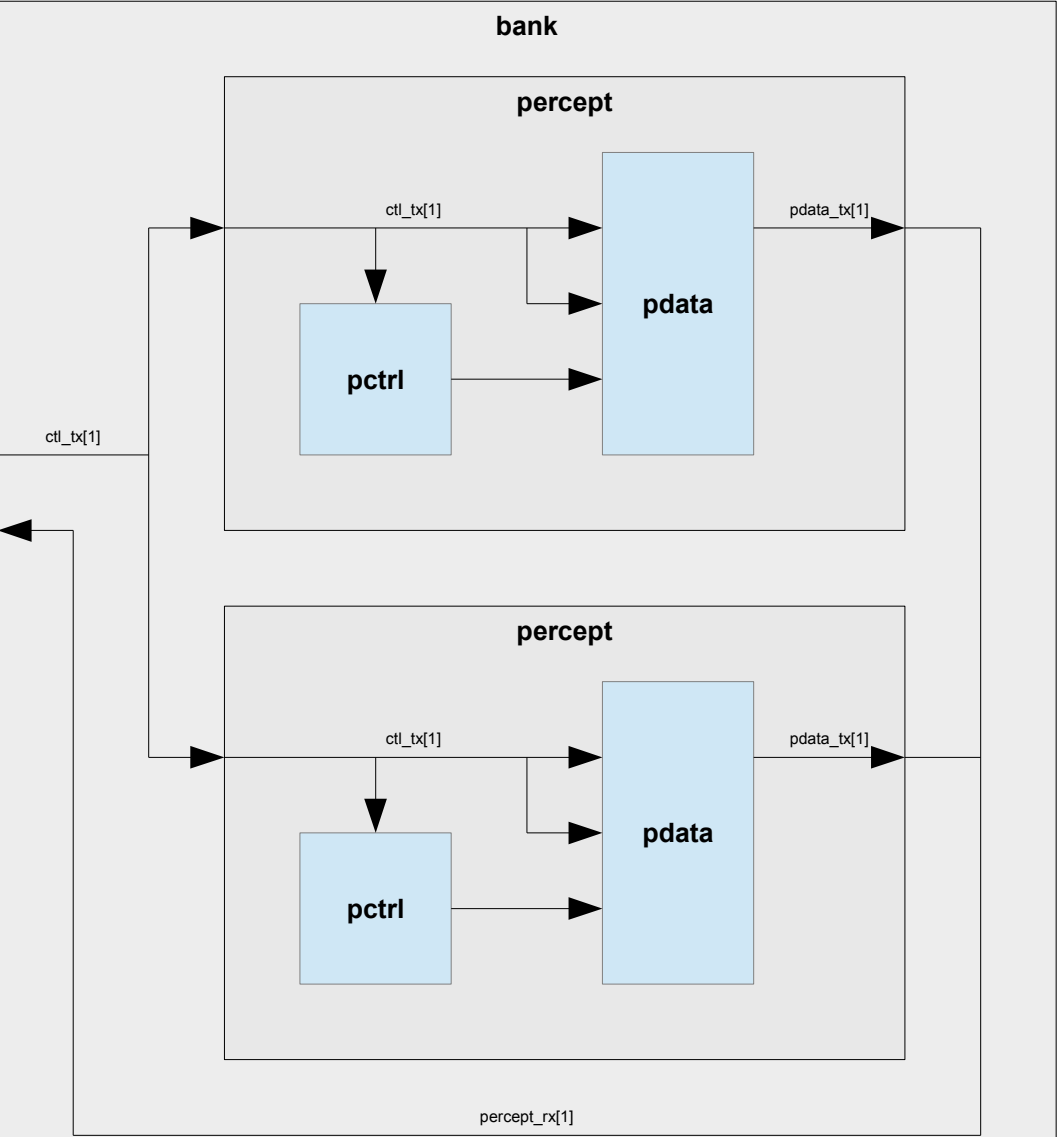 bank
percept
ctl_tx[1]
pdata_tx[1]
pdata
pctrl
ctl_tx[1]
percept
ctl_tx[1]
pdata_tx[1]
pdata
pctrl
percept_rx[1]